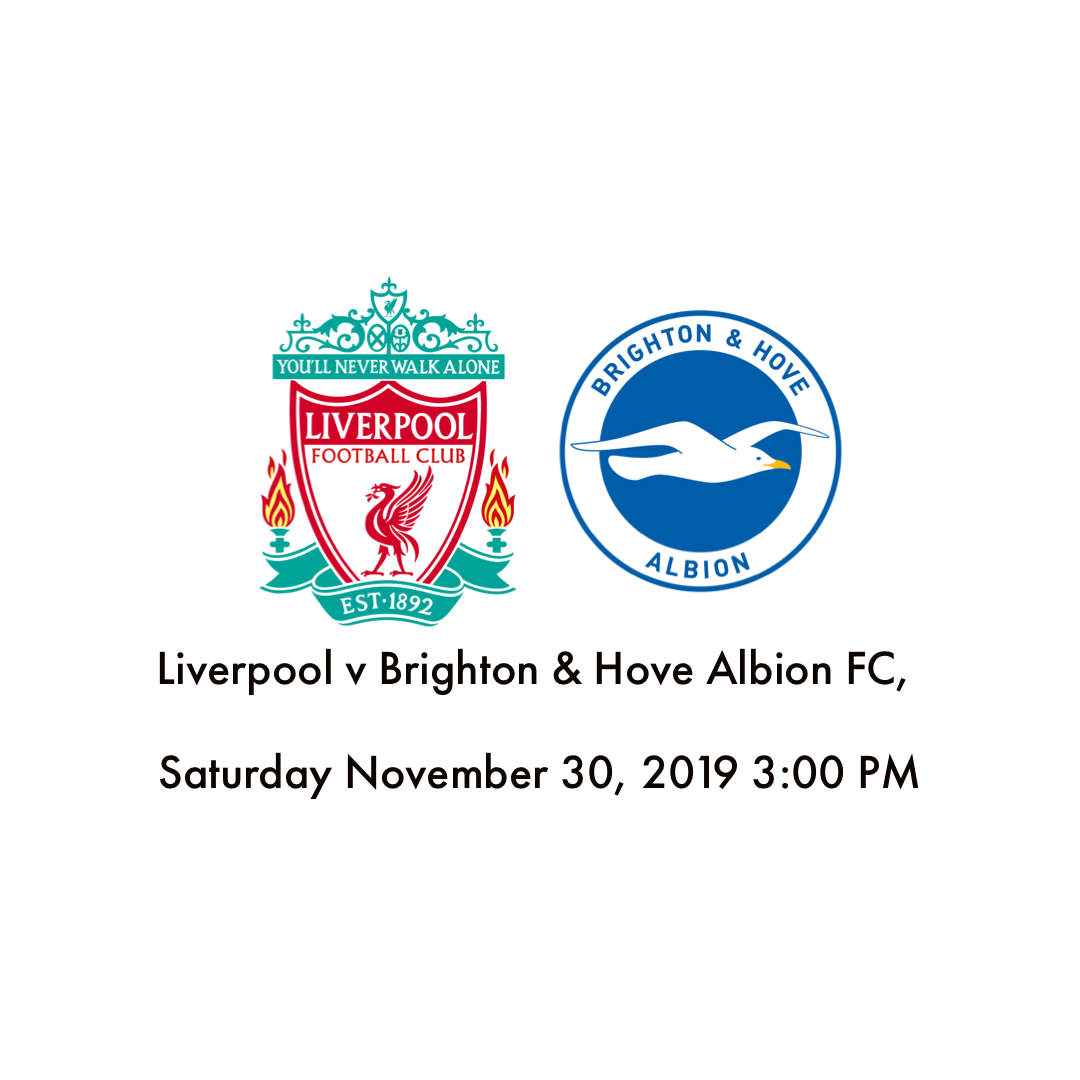 YOU'LL NEVER WALK ALONE
LIVERPOOL
FOOTBALL CLUB
EST·1892
BRIGHTON & HOVE
ALBION
Liverpool v Brighton & Hove Albion FC,
Saturday November 30, 2019 3:00 PM